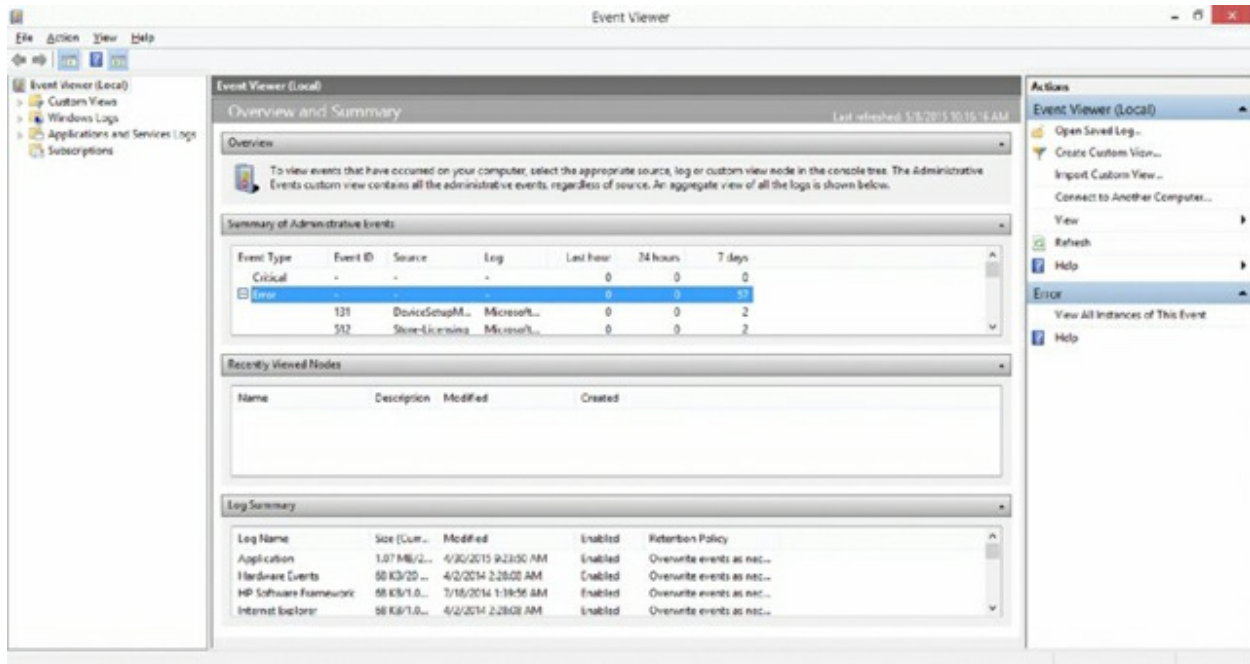 Event Viewer
File Action View Help
Event Viewer (Local)
Custom Views
Windows Logs
Applications and Services Logs
Subscriptions
Event Viewer (Local)
Overview and Summary Last refreshed: 5/8/2015 10:16:16 AM
Overview
To view events that have occurred on your computer, select the appropriate source, log or custom view node in the console tree. The Administrative
Events custom view contains all the administrative events, regardless of source. An aggregate view of all the logs is shown below.
Summary of Administrative Events
Event Type Event ID Source Log Last hour 24 hours 7 days
Critical - - - 0 0 0
Error - - - 0 0 57
131 DeviceSetupM... Microsoft... 0 0 2
512 Store-Licensing Microsoft... 0 0 2
Recently Viewed Nodes
Name Description Modified Created
Log Summary
Log Name Size (Curr... Modified Enabled Retention Policy
Application 1.07 MB/2... 4/30/2015 9:23:50 AM Enabled Overwrite events as nec...
Hardware Events 68 KB/20 ... 4/2/2014 2:28:08 AM Enabled Overwrite events as nec...
HP Software Framework 68 KB/1.0... 7/18/2014 1:39:56 AM Enabled Overwrite events as nec...
Internet Explorer 68 KB/1.0... 4/2/2014 2:28:08 AM Enabled Overwrite events as nec...
Actions
Event Viewer (Local)
Open Saved Log...
Create Custom View...
Import Custom View...
Connect to Another Computer...
View
Refresh
Help
Error
View All Instances of This Event
Help